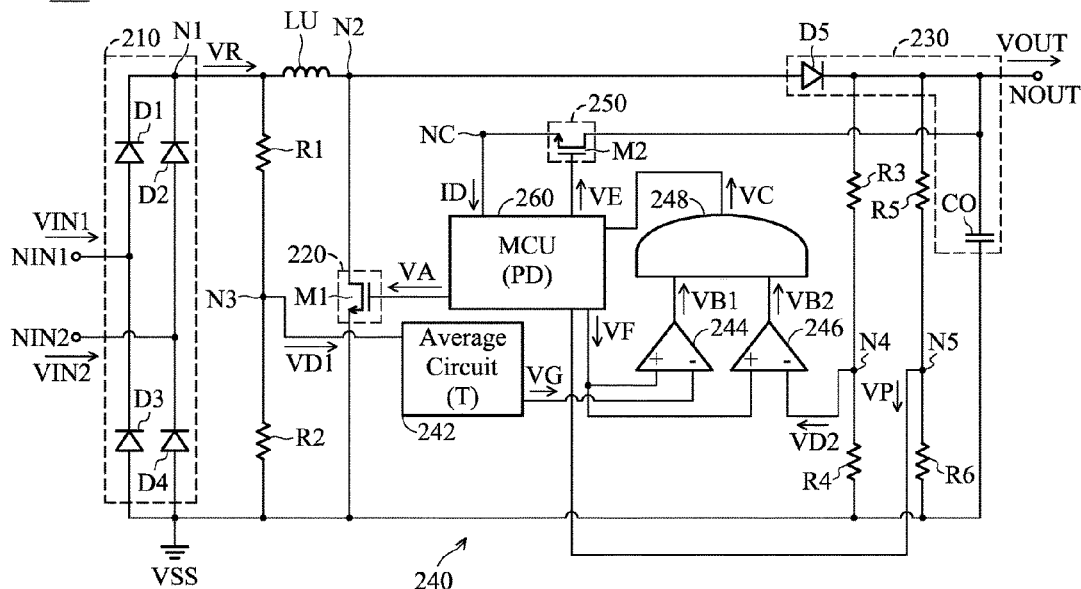 210
N1
VR
LU
N2
D5
230
VOUT
NOUT
D1
D2
R1
NC
250
M2
R3
R5
CO
VIN1
NIN1
ID
260
VE
248
VC
MCU
(PD)
220
VA
M1
N3
NIN2
VIN2
VD1
Average
Circuit
(T)
242
VF
VG
VB1
VB2
244
246
+
-
+
-
N4
N5
VP
VD2
D3
D4
R2
R4
R6
VSS
240